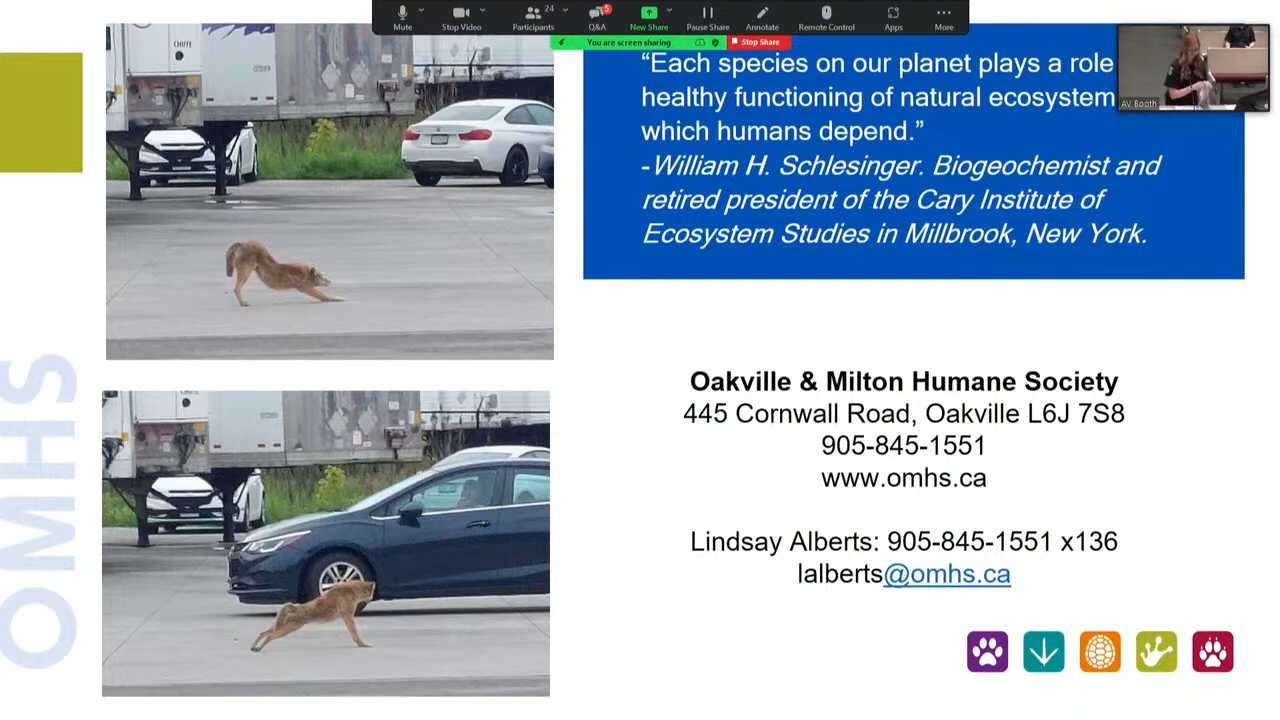 Mute
Stop Video
Participants
24
Q&A
5
New Share
Pause Share
Annotate
Remote Control
Apps
More
You are screen sharing
Stop Share
AV Booth
CHUTE
“Each species on our planet plays a role
healthy functioning of natural ecosystem
which humans depend.”
-William H. Schlesinger. Biogeochemist and
retired president of the Cary Institute of
Ecosystem Studies in Millbrook, New York.
OMHS
Oakville & Milton Humane Society
445 Cornwall Road, Oakville L6J 7S8
905-845-1551
www.omhs.ca
Lindsay Alberts: 905-845-1551 x136
lalberts@omhs.ca